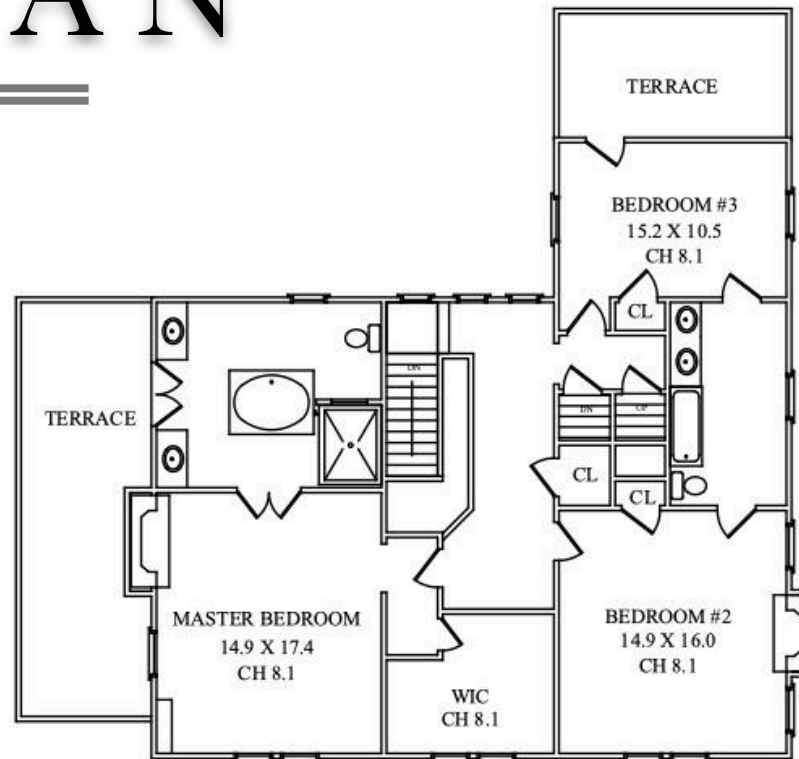 AN
TERRACE
BEDROOM #3
15.2 X 10.5
CH 8.1
CL
DN
TERRACE
DN
UP
CL
CL
MASTER BEDROOM
14.9 X 17.4
CH 8.1
BEDROOM #2
14.9 X 16.0
CH 8.1
WIC
CH 8.1